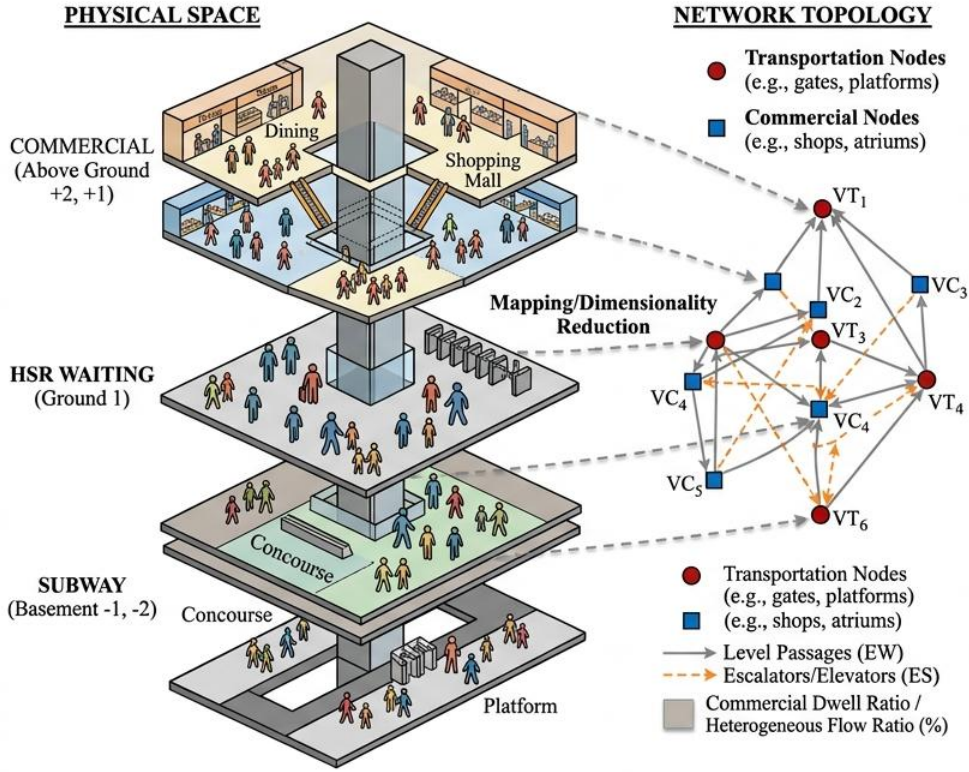 PHYSICAL SPACE
COMMERCIAL
(Above Ground
+2, +1)
Dining
Shopping
Mall
HSR WAITING
(Ground 1)
SUBWAY
(Basement -1, -2)
Concourse
Concourse
Platform
Mapping/Dimensionality
Reduction
NETWORK TOPOLOGY
Transportation Nodes
(e.g., gates, platforms)
Commercial Nodes
(e.g., shops, atriums)
VT1
VC2
VC3
VT3
VC4
VT4
VC4
VC5
VT6
Transportation Nodes
(e.g., gates, platforms)
(e.g., shops, atriums)
Level Passages (EW)
Escalators/Elevators (ES)
Commercial Dwell Ratio /
Heterogeneous Flow Ratio (%)